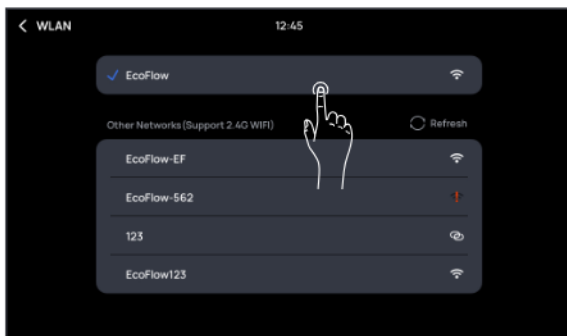 WLAN 12:45
EcoFlow
Other Networks (Support 2.4G WIFI) Refresh
EcoFlow-EF
EcoFlow-562
123
EcoFlow123